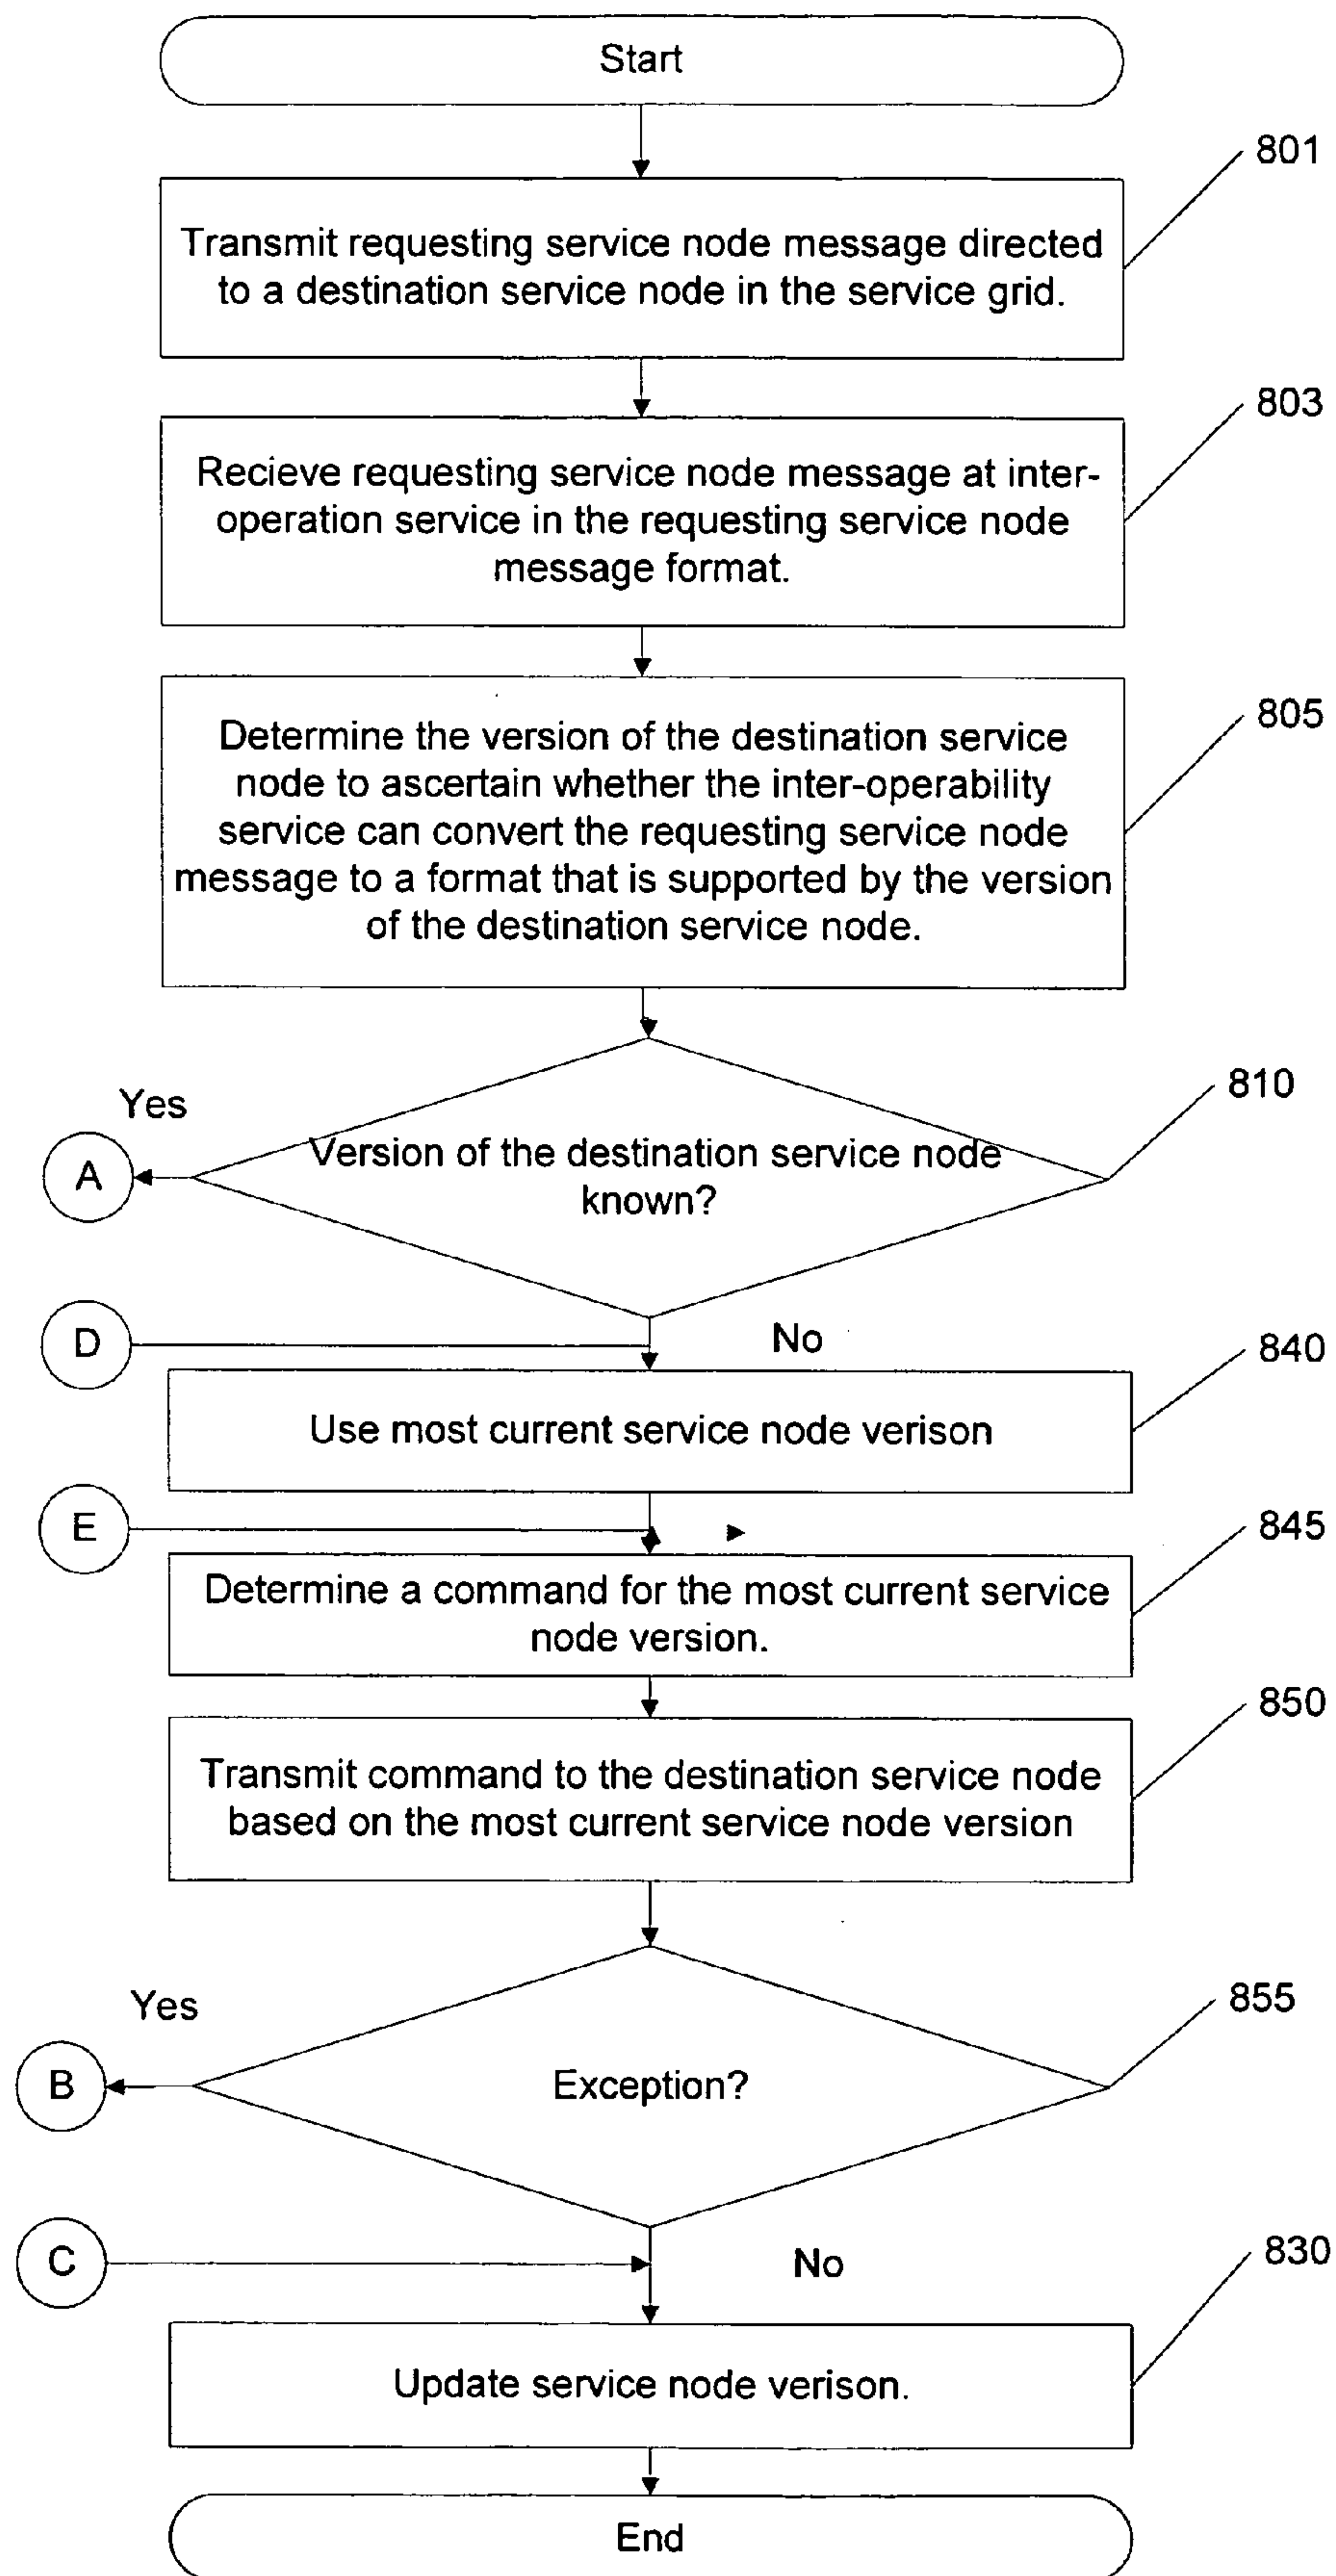 Start
801
Transmit requesting service node message directed
to a destination service node in the service grid.
803
Recieve requesting service node message at inter-
operation service in the requesting service node
message format.
805
Determine the version of the destination service
node to ascertain whether the inter-operability
service can convert the requesting service node
message to a format that is supported by the version
of the destination service node.
810
Yes
A
Version of the destination service node
known?
D
No
840
Use most current service node verison
E
845
Determine a command for the most current service
node version.
850
Transmit command to the destination service node
based on the most current service node version
855
Yes
B
Exception?
C
No
830
Update service node verison.
End